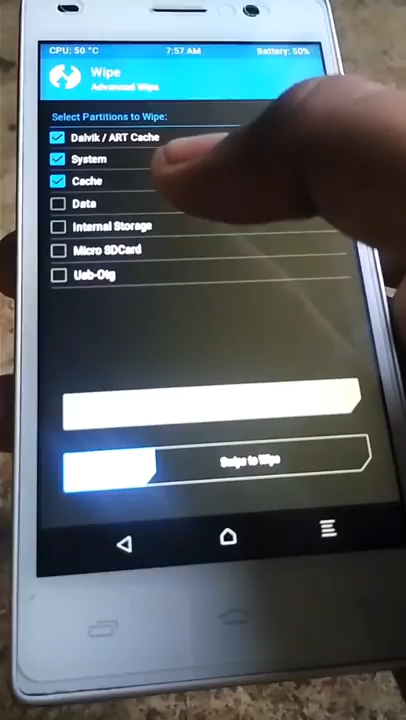 CPU: 50 °C 7:57 AM Battery: 50%
Wipe
Advanced Wipe
Select Partitions to Wipe:
Dalvik / ART Cache
System
Cache
Data
Internal Storage
Micro SDCard
Usb-Otg
Swipe to Wipe